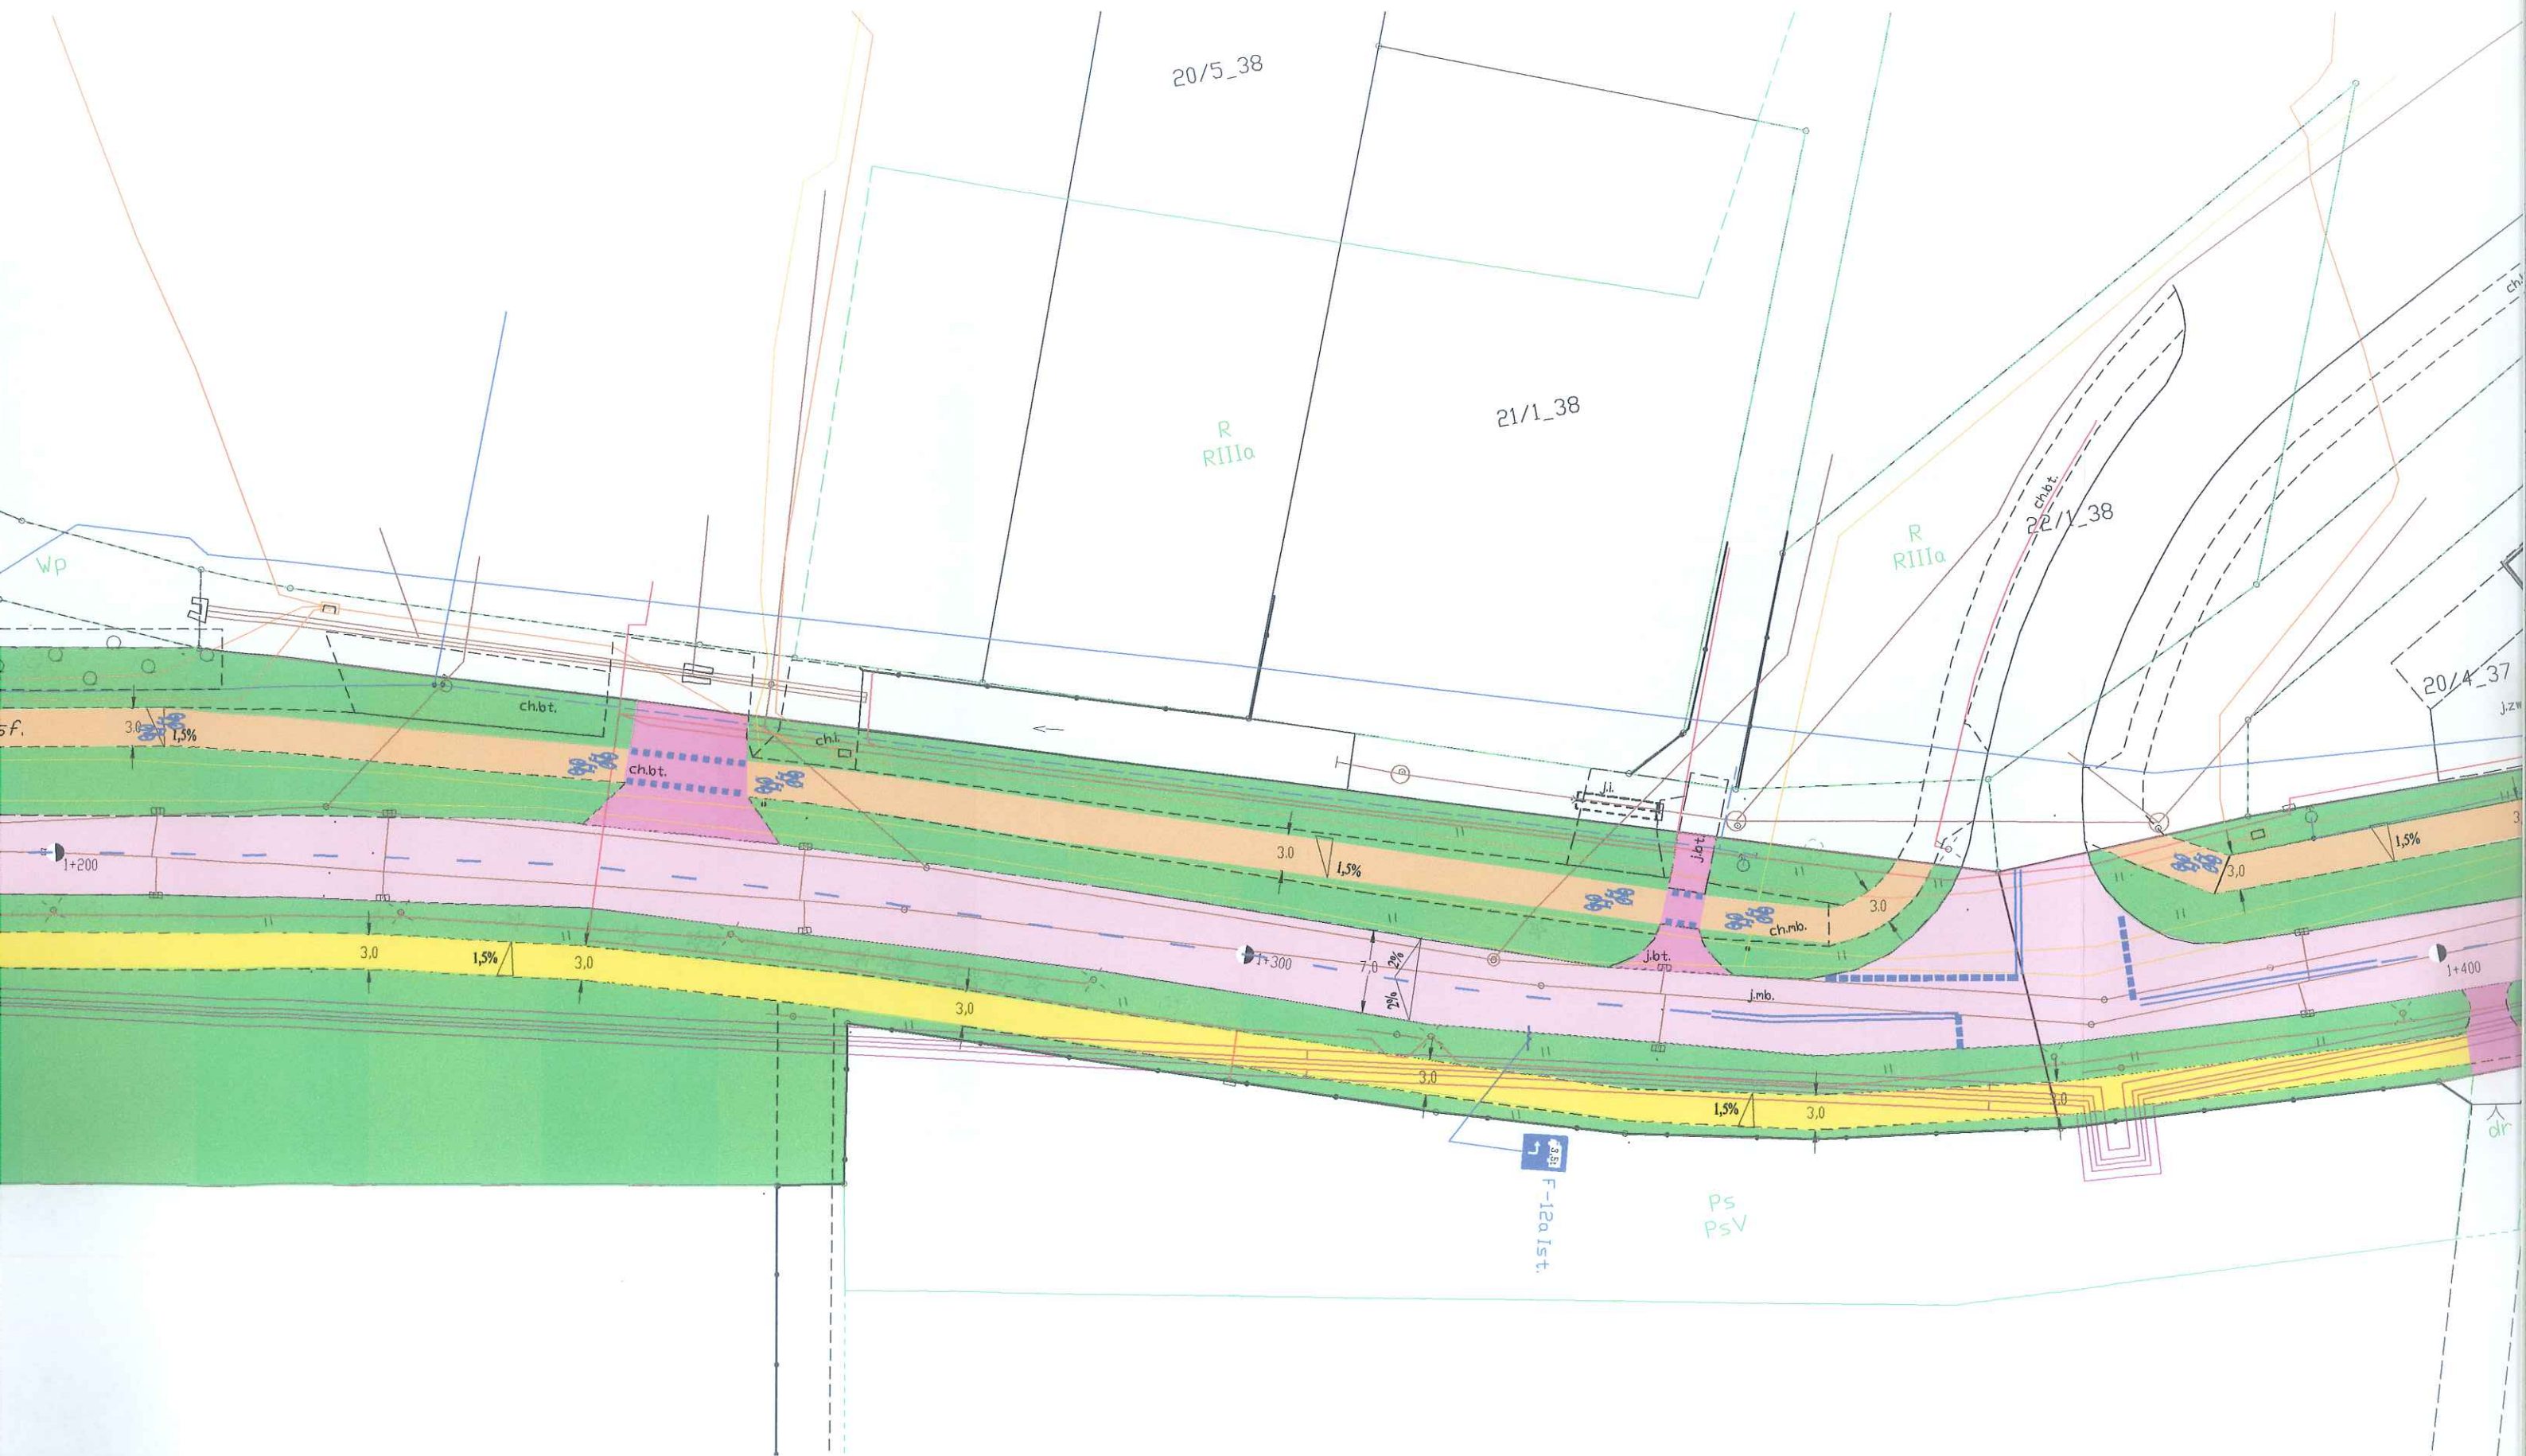 20/5_38
21/1_38
R
RIIIa
ch.bt.
22/1_38
R
RIIIa
Wp
20/4_37
j.zw
ch.bt.
ch.i.
3.0
1,5%
sf.
ch.bt.
j.i.
j.bt.
3.0
1,5%
3.0
1,5%
3,0
3.0
ch.mb.
1+200
j.bt.
1+300
7,0
2%
2%
j.mb.
1+400
3,0
1,5%
3,0
3,0
3,0
1,5%
3,0
3,5t
F-12a Ist.
Ps
PsV
dr